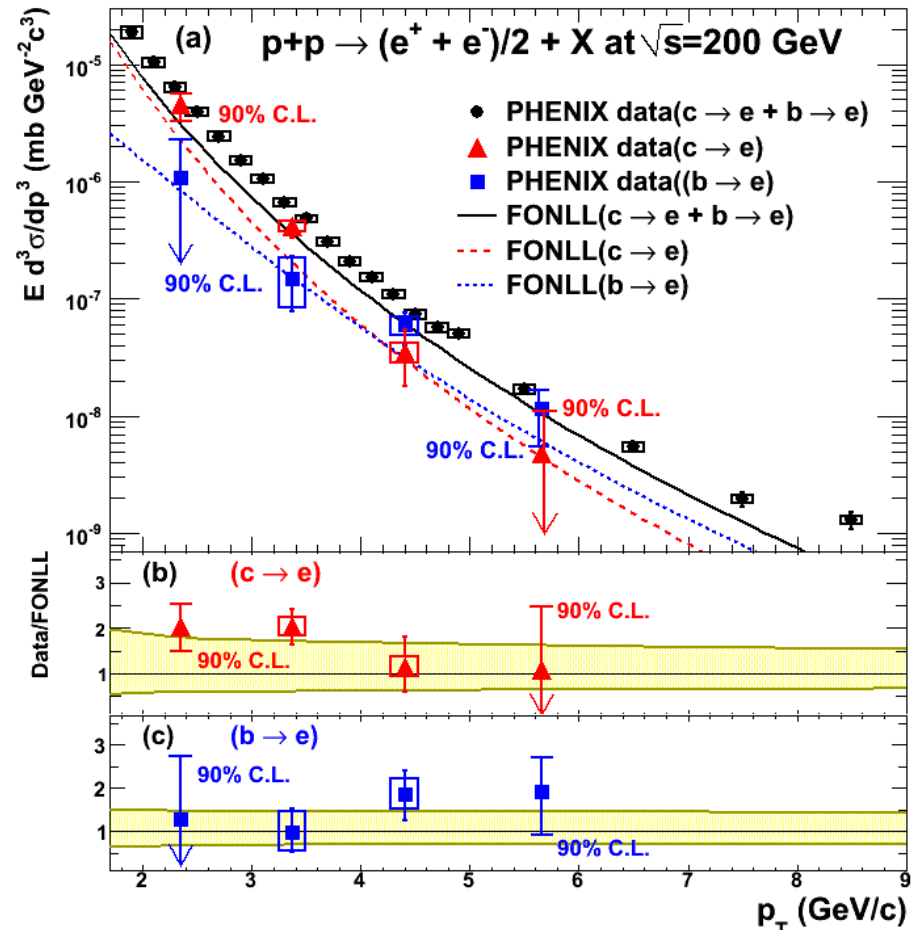 (a) p+p → (e⁺ + e⁻)/2 + X at √s=200 GeV
10⁻⁵
10⁻⁶
10⁻⁷
10⁻⁸
10⁻⁹
E d³σ/dp³ (mb GeV⁻²c³)
90% C.L.
90% C.L.
PHENIX data(c → e + b → e)
PHENIX data(c → e)
PHENIX data((b → e)
FONLL(c → e + b → e)
FONLL(c → e)
FONLL(b → e)
90% C.L.
90% C.L.
(b) (c → e)
Data/FONLL
3
2
1
90% C.L.
90% C.L.
(c) (b → e)
3
2
1
90% C.L.
90% C.L.
2 3 4 5 6 7 8 9
p_T (GeV/c)